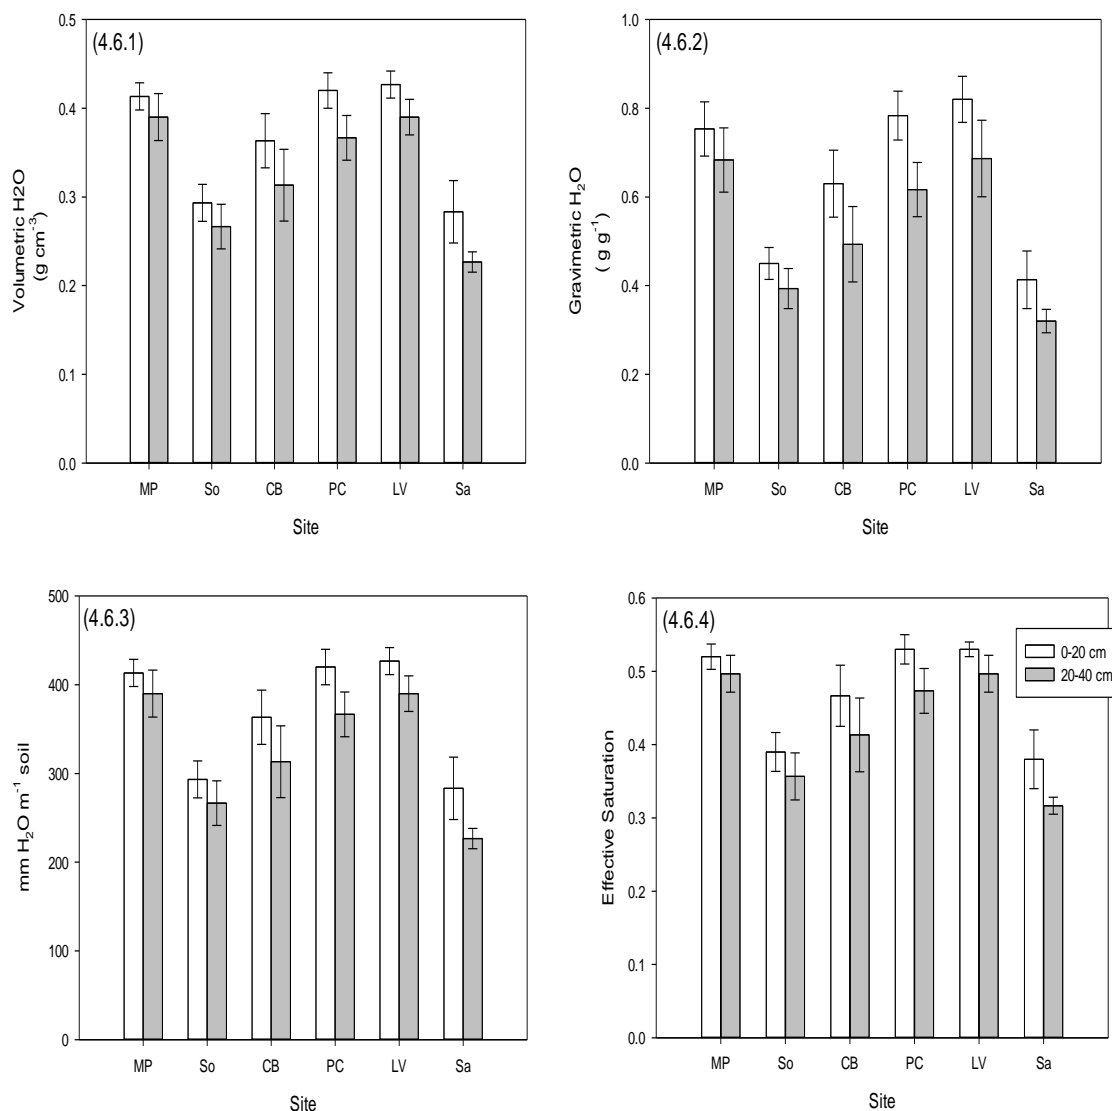 (4.6.1)
0.5
0.4
0.3
0.2
0.1
0.0
Volumetric H2O
(g cm-3)
MP So CB PC LV Sa
Site
(4.6.2)
1.0
0.8
0.6
0.4
0.2
0.0
Gravimetric H2O
( g g-1)
MP So CB PC LV Sa
Site
(4.6.3)
500
400
300
200
100
0
mm H2O m-1 soil
MP So CB PC LV Sa
Site
(4.6.4)
0.6
0.5
0.4
0.3
0.2
0.1
0.0
Effective Saturation
0-20 cm
20-40 cm
MP So CB PC LV Sa
Site